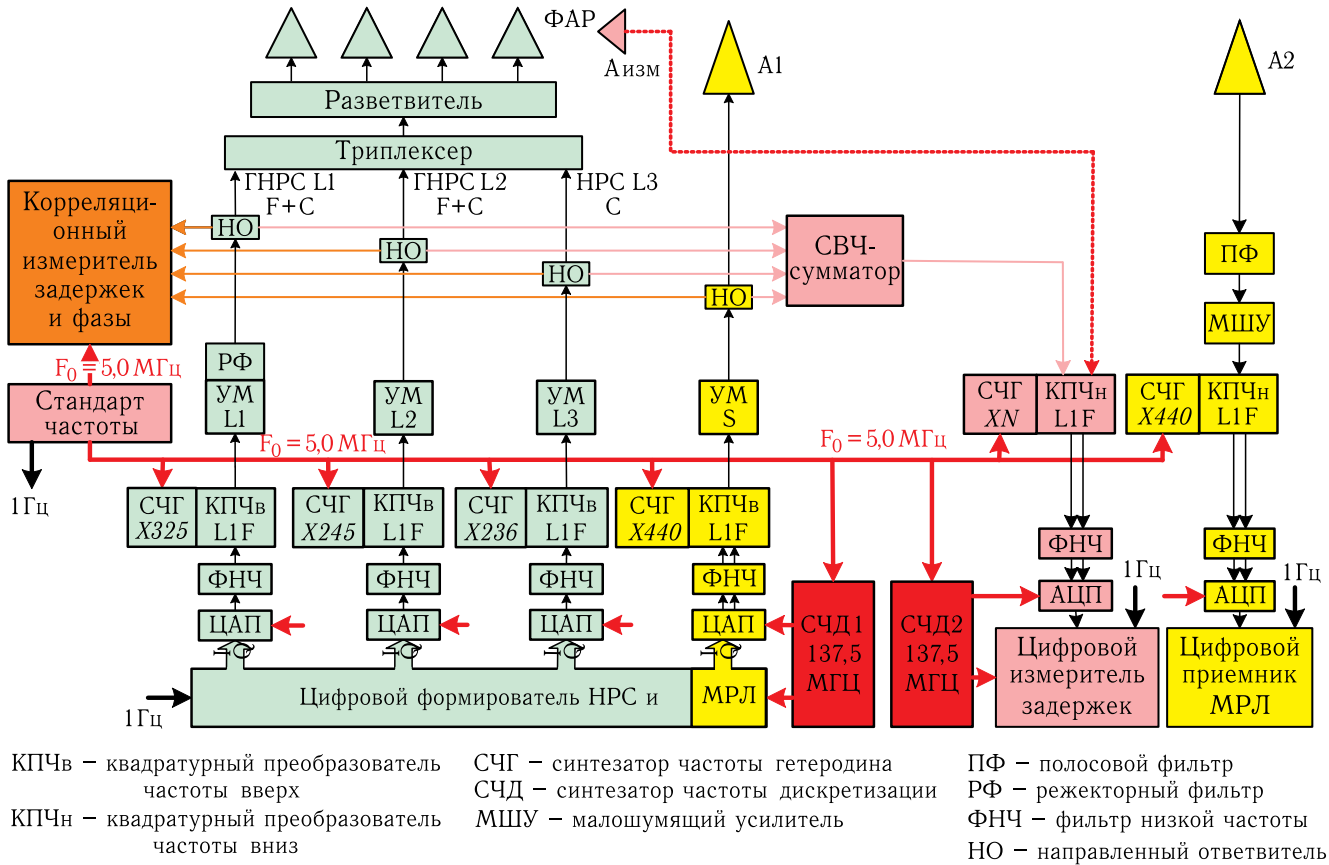 ФАР
Аизм
А1
А2
Разветвитель
Триплексер
ГНРС L1
F+C
ГНРС L2
F+C
НРС L3
С
Корреляци-
онный
измеритель
задержек
и фазы
НО
НО
НО
НО
СВЧ-
сумматор
ПФ
МШУ
F₀ = 5,0 МГц
Стандарт
частоты
1 Гц
РФ
УМ
L1
УМ
L2
УМ
L3
УМ
S
СЧГ
XN
КПЧн
L1F
СЧГ
X440
КПЧн
L1F
F₀ = 5,0 МГц
F₀ = 5,0 МГц
СЧГ
X325
КПЧв
L1F
СЧГ
X245
КПЧв
L1F
СЧГ
X236
КПЧв
L1F
СЧГ
X440
КПЧв
L1F
ФНЧ
ФНЧ
ФНЧ
ФНЧ
ФНЧ
ФНЧ
ЦАП
ЦАП
ЦАП
ЦАП
АЦП
1 Гц
АЦП
1 Гц
I Q
I Q
I Q
I Q
1 Гц
Цифровой формирователь НРС и
МРЛ
СЧД1
137,5
МГЦ
СЧД2
137,5
МГЦ
Цифровой
измеритель
задержек
Цифровой
приемник
МРЛ
КПЧв – квадратурный преобразователь
частоты вверх
КПЧн – квадратурный преобразователь
частоты вниз
СЧГ – синтезатор частоты гетеродина
СЧД – синтезатор частоты дискретизации
МШУ – малошумящий усилитель
ПФ – полосовой фильтр
РФ – режекторный фильтр
ФНЧ – фильтр низкой частоты
НО – направленный ответвитель